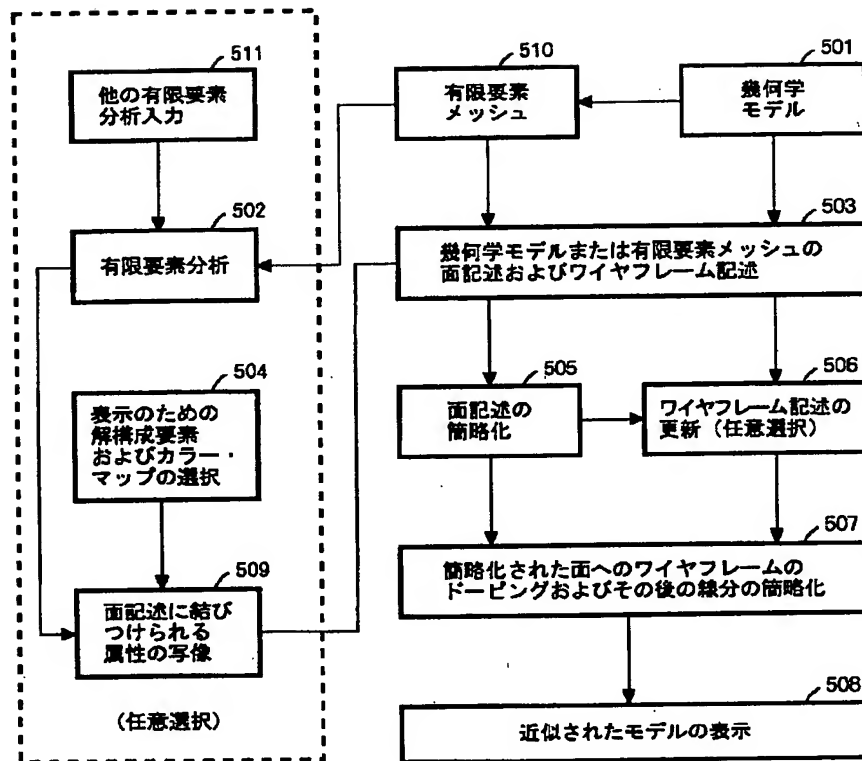 511
他の有限要素
分析入力
510
有限要素
メッシュ
501
幾何学
モデル
502
有限要素分析
503
幾何学モデルまたは有限要素メッシュの
面記述およびワイヤフレーム記述
504
表示のための
解構成要素
およびカラー・
マップの選択
505
面記述の
簡略化
506
ワイヤフレーム記述の
更新(任意選択)
507
簡略化された面へのワイヤフレームの
ドーピングおよびその後の線分の簡略化
509
面記述に結び
つけられる
属性の写像
(任意選択)
508
近似されたモデルの表示